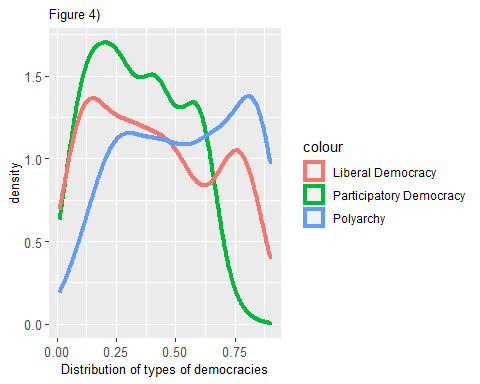 Figure 4)
density
1.5
1.0
0.5
0.0
0.00 0.25 0.50 0.75
Distribution of types of democracies
colour
Liberal Democracy
Participatory Democracy
Polyarchy